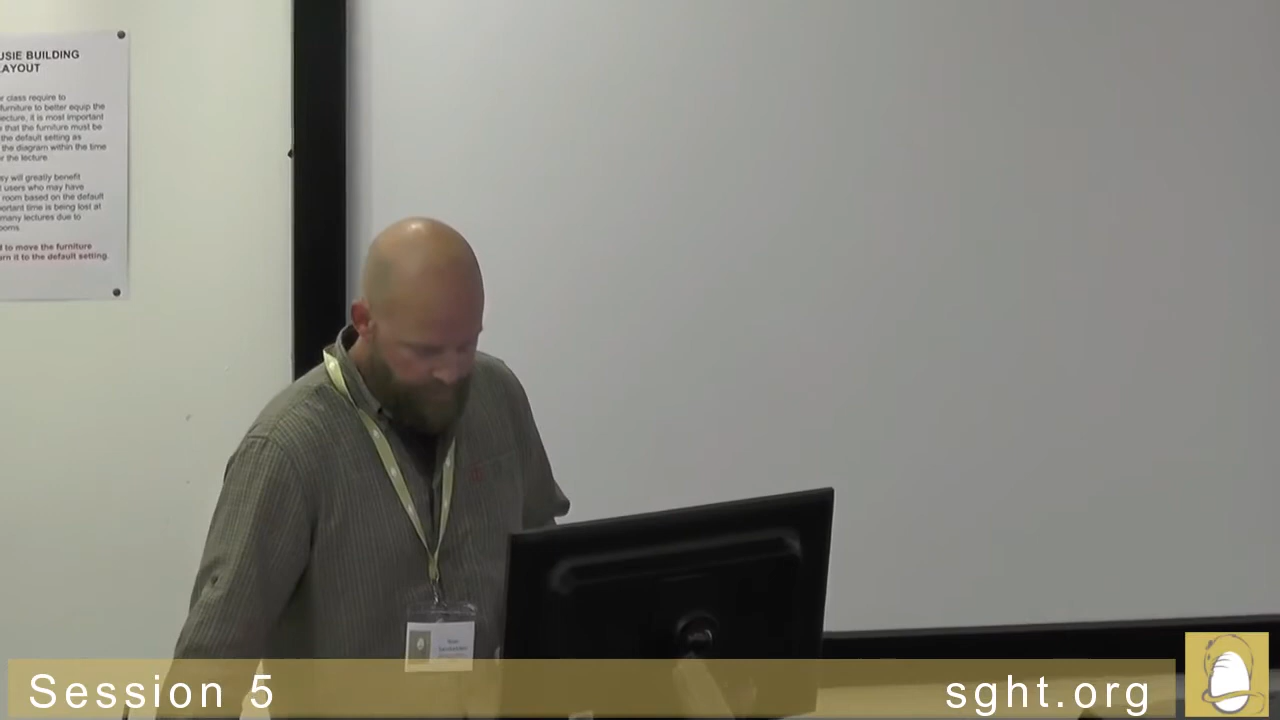 USIE BUILDING
LAYOUT
r class require to
furniture to better equip the
lecture, it is most important
that the furniture must be
the default setting as
the diagram within the time
r the lecture.
sy will greatly benefit
t users who may have
room based on the default
ortant time is being lost at
many lectures due to
ooms.
d to move the furniture
urn it to the default setting.
Session 5
sght.org